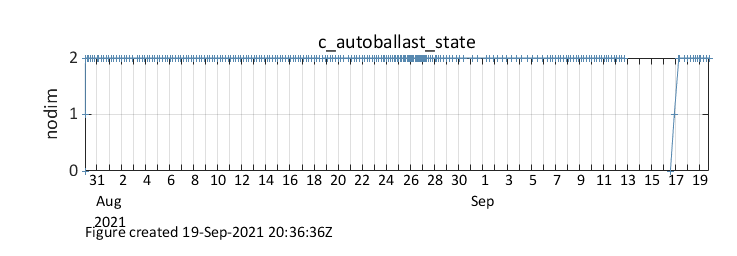 c_autoballast_state
nodim
2
1
0
31 2 4 6 8 10 12 14 16 18 20 22 24 26 28 30 1 3 5 7 9 11 13 15 17 19
Aug Sep
2021
Figure created 19-Sep-2021 20:36:36Z